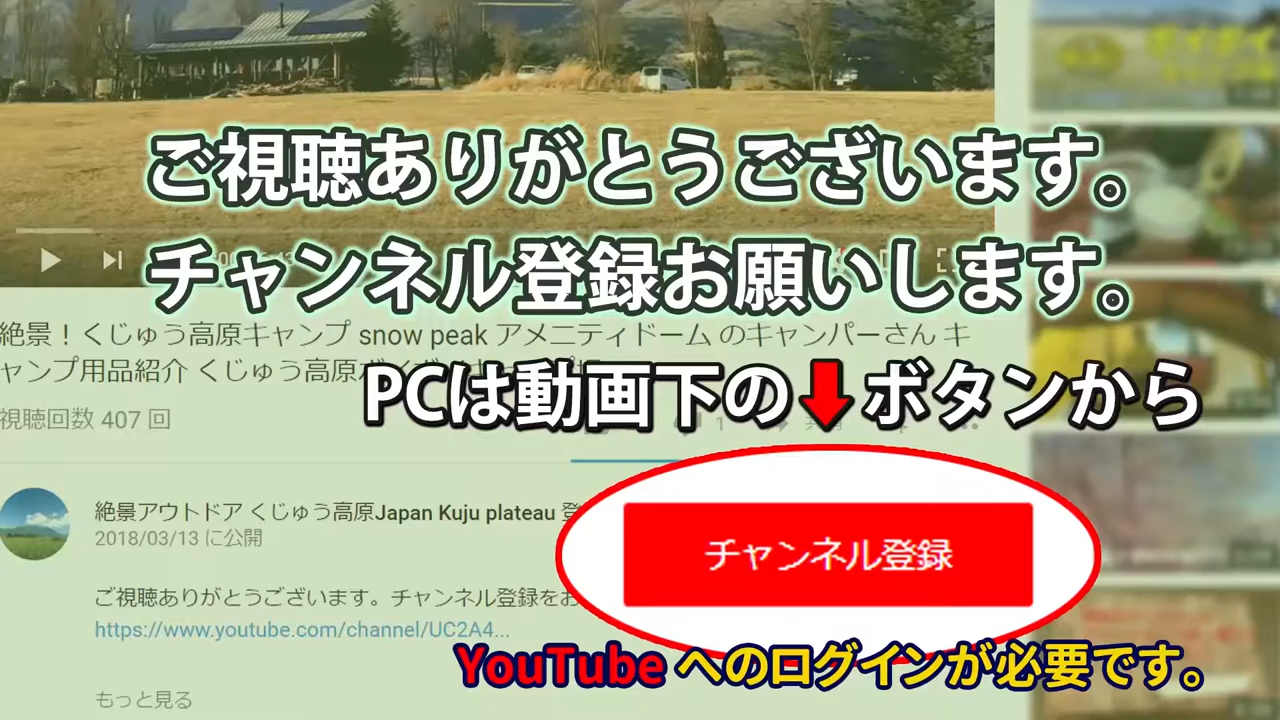 ご視聴ありがとうございます。
チャンネル登録お願いします。
絶景！くじゅう高原キャンプ snow peak アメニティドーム のキャンパーさん キ
ャンプ用品紹介 くじゅう高原
PCは動画下の
ボタンから
視聴回数 407 回
チャンネル登録
絶景アウトドア くじゅう高原Japan Kuju plateau 登
2018/03/13 に公開
ご視聴ありがとうございます。チャンネル登録をお
https://www.youtube.com/channel/UC2A4...
YouTube へのログインが必要です。
もっと見る